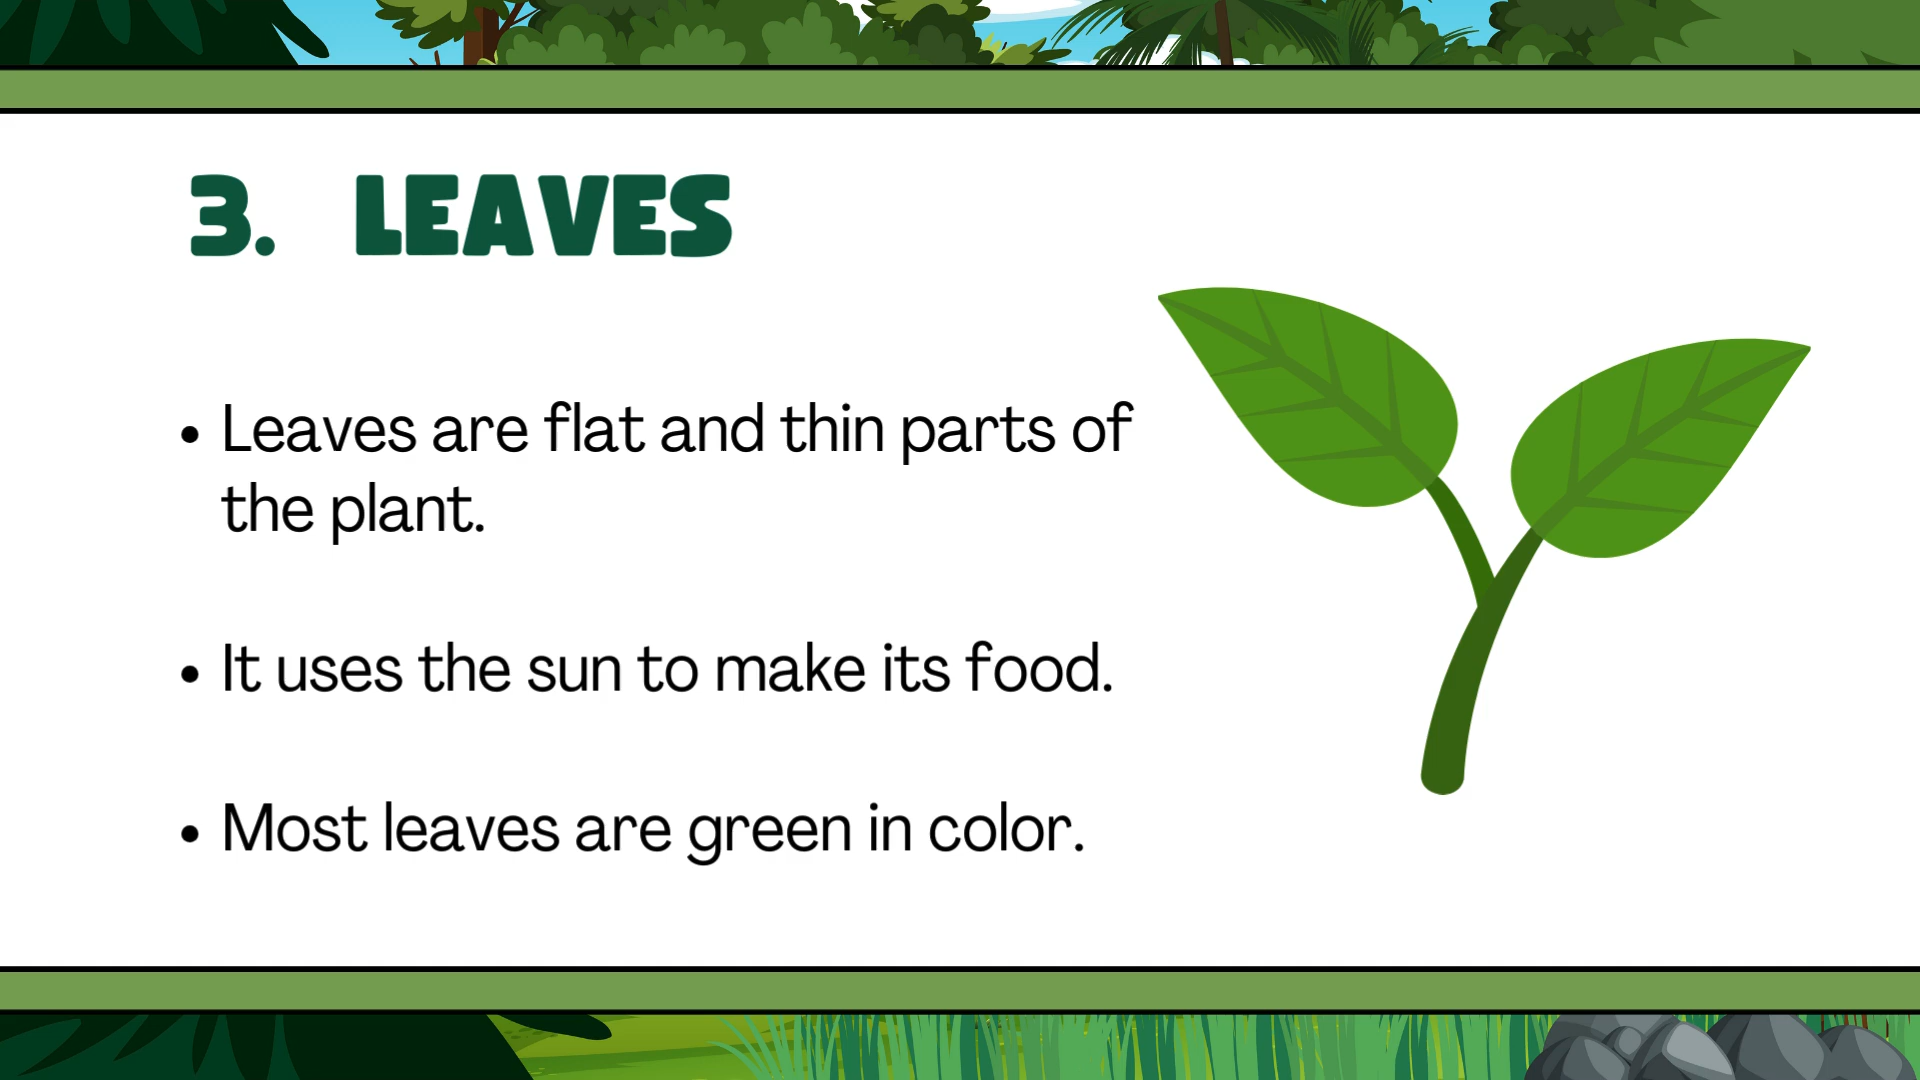 3. LEAVES
• Leaves are flat and thin parts of
the plant.
• It uses the sun to make its food.
• Most leaves are green in color.